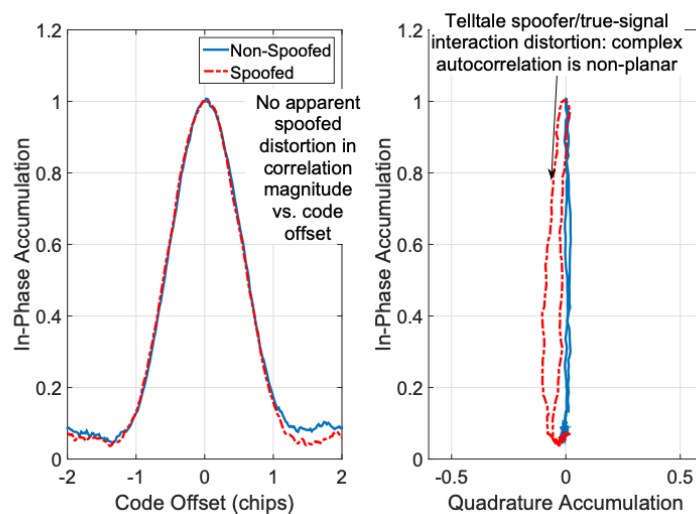 Telltale spoofer/true-signal
interaction distortion: complex
autocorrelation is non-planar
Non-Spoofed
Spoofed
No apparent
spoofed
distortion in
correlation
magnitude
vs. code
offset
1.2
1
0.8
0.6
0.4
0.2
0
In-Phase Accumulation
-2
-1
0
1
2
Code Offset (chips)
1.2
1
0.8
0.6
0.4
0.2
0
In-Phase Accumulation
-0.5
0
0.5
Quadrature Accumulation